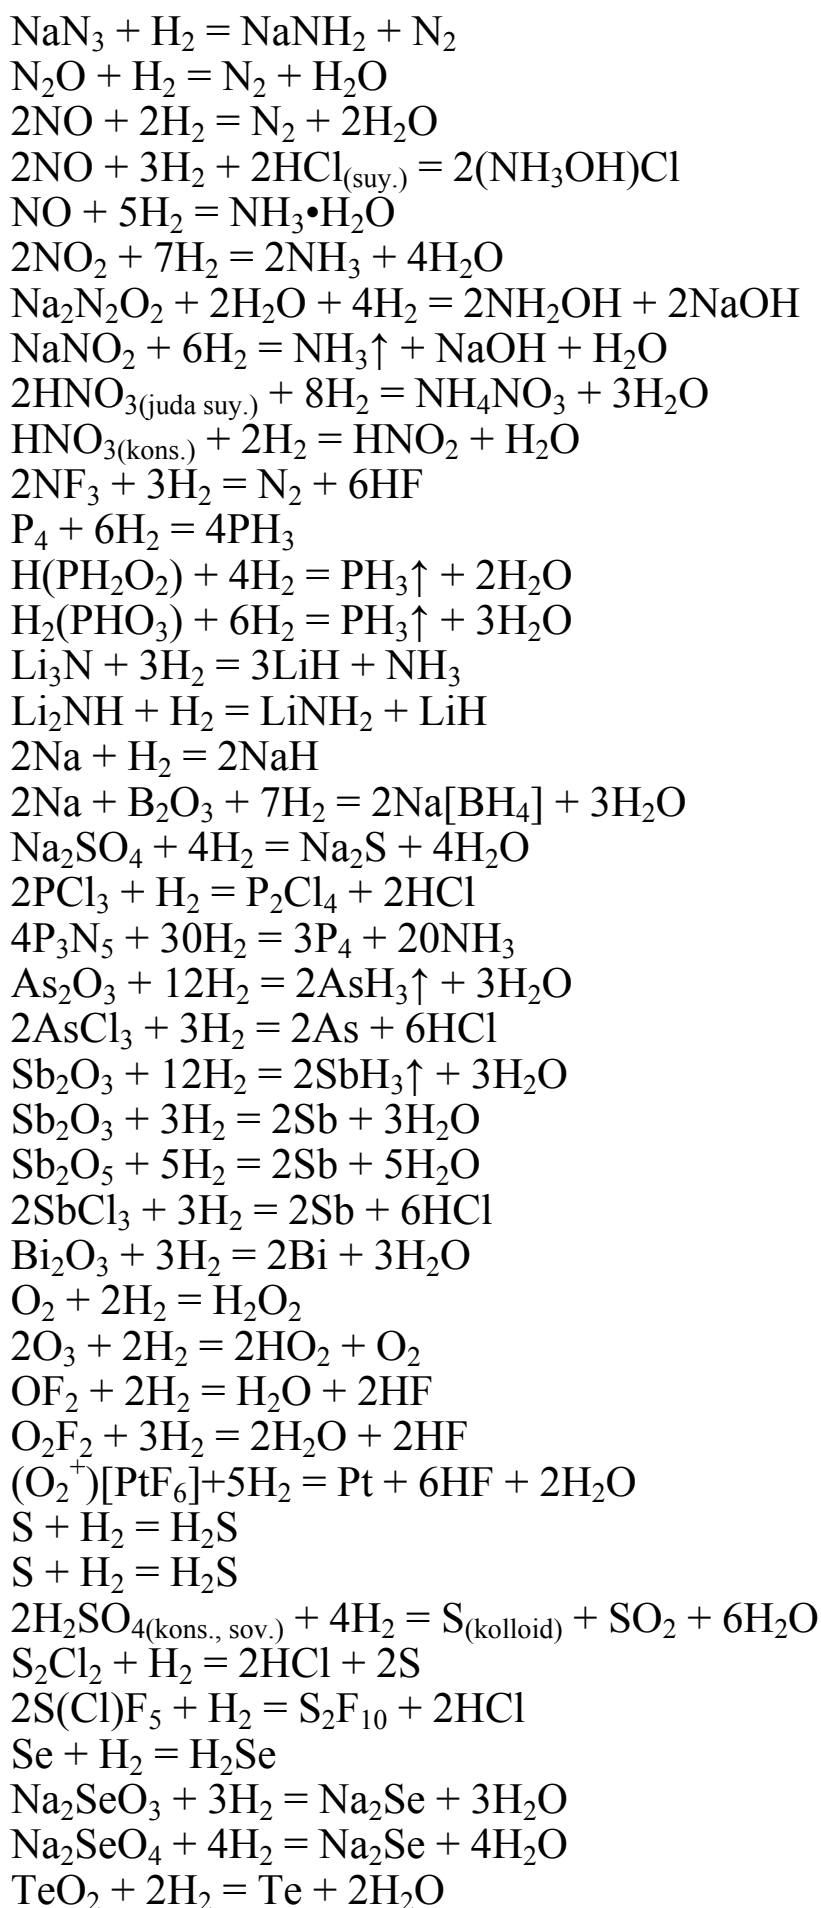 NaN₃ + H₂ = NaNH₂ + N₂
N₂O + H₂ = N₂ + H₂O
2NO + 2H₂ = N₂ + 2H₂O
2NO + 3H₂ + 2HCl(suy.) = 2(NH₃OH)Cl
NO + 5H₂ = NH₃•H₂O
2NO₂ + 7H₂ = 2NH₃ + 4H₂O
Na₂N₂O₂ + 2H₂O + 4H₂ = 2NH₂OH + 2NaOH
NaNO₂ + 6H₂ = NH₃↑ + NaOH + H₂O
2HNO₃(juda suy.) + 8H₂ = NH₄NO₃ + 3H₂O
HNO₃(kons.) + 2H₂ = HNO₂ + H₂O
2NF₃ + 3H₂ = N₂ + 6HF
P₄ + 6H₂ = 4PH₃
H(PH₂O₂) + 4H₂ = PH₃↑ + 2H₂O
H₂(PHO₃) + 6H₂ = PH₃↑ + 3H₂O
Li₃N + 3H₂ = 3LiH + NH₃
Li₂NH + H₂ = LiNH₂ + LiH
2Na + H₂ = 2NaH
2Na + B₂O₃ + 7H₂ = 2Na[BH₄] + 3H₂O
Na₂SO₄ + 4H₂ = Na₂S + 4H₂O
2PCl₃ + H₂ = P₂Cl₄ + 2HCl
4P₃N₅ + 30H₂ = 3P₄ + 20NH₃
As₂O₃ + 12H₂ = 2AsH₃↑ + 3H₂O
2AsCl₃ + 3H₂ = 2As + 6HCl
Sb₂O₃ + 12H₂ = 2SbH₃↑ + 3H₂O
Sb₂O₃ + 3H₂ = 2Sb + 3H₂O
Sb₂O₅ + 5H₂ = 2Sb + 5H₂O
2SbCl₃ + 3H₂ = 2Sb + 6HCl
Bi₂O₃ + 3H₂ = 2Bi + 3H₂O
O₂ + 2H₂ = H₂O₂
2O₃ + 2H₂ = 2HO₂ + O₂
OF₂ + 2H₂ = H₂O + 2HF
O₂F₂ + 3H₂ = 2H₂O + 2HF
(O₂⁺)[PtF₆]+5H₂ = Pt + 6HF + 2H₂O
S + H₂ = H₂S
S + H₂ = H₂S
2H₂SO₄(kons., sov.) + 4H₂ = S(kolloid) + SO₂ + 6H₂O
S₂Cl₂ + H₂ = 2HCl + 2S
2S(Cl)F₅ + H₂ = S₂F₁₀ + 2HCl
Se + H₂ = H₂Se
Na₂SeO₃ + 3H₂ = Na₂Se + 3H₂O
Na₂SeO₄ + 4H₂ = Na₂Se + 4H₂O
TeO₂ + 2H₂ = Te + 2H₂O